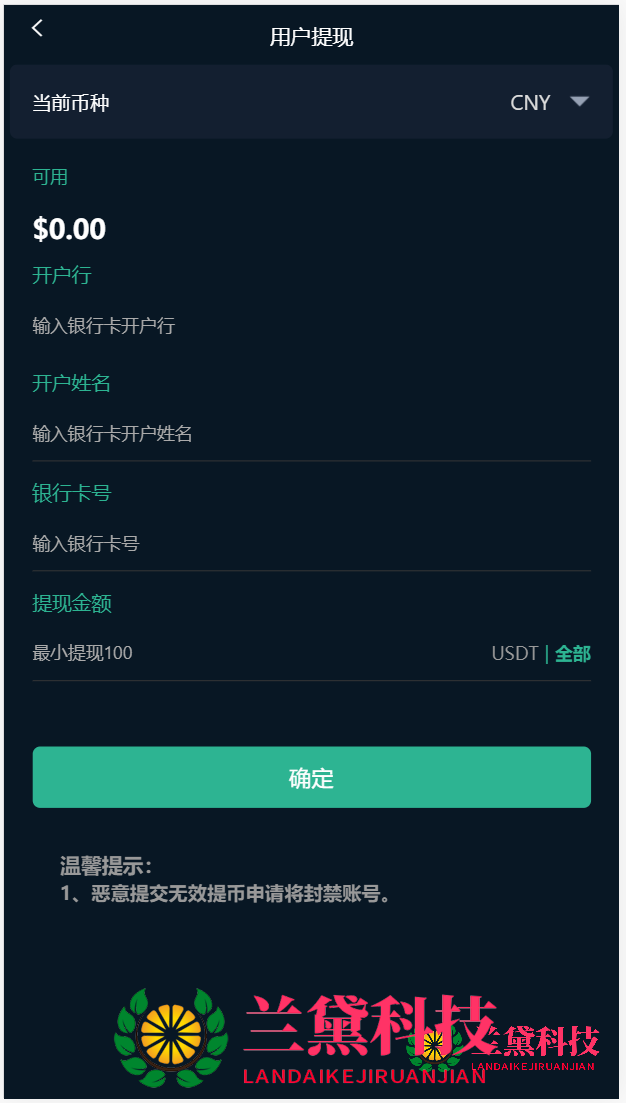 用户提现
当前币种 CNY
可用
$0.00
开户行
输入银行卡开户行
开户姓名
输入银行卡开户姓名
银行卡号
输入银行卡号
提现金额
最小提现100 USDT | 全部
确定
温馨提示：
1、恶意提交无效提币申请将封禁账号。
兰黛科技
LANDAIKEJIRUANJIAN
兰黛科技
LANDAIKEJIRUANJIAN